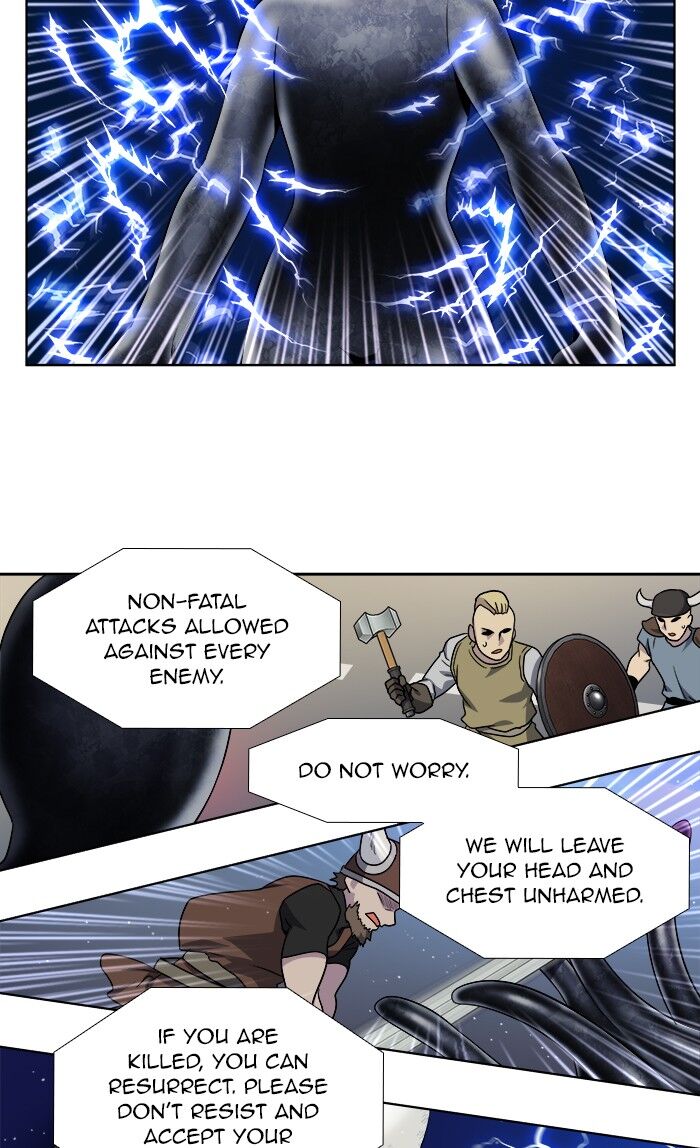 NON-FATAL
ATTACKS ALLOWED
AGAINST EVERY
ENEMY.
DO NOT WORRY.
WE WILL LEAVE
YOUR HEAD AND
CHEST UNHARMED.
IF YOU ARE
KILLED, YOU CAN
RESURRECT. PLEASE
DON'T RESIST AND
ACCEPT YOUR